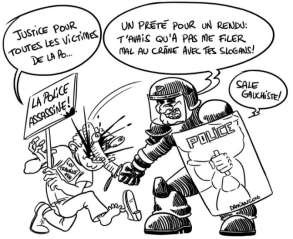 JUSTICE POUR
TOUTES LES VICTIMES
DE LA PO...
UN PRÊTÉ POUR UN RENDU:
T'AVAIS QU'A PAS ME FILER
MAL AU CRÂNE AVEC TES SLOGANS!
SALE
GAUCHISTE!
LA POLICE
ASSASSINE!
POLICE